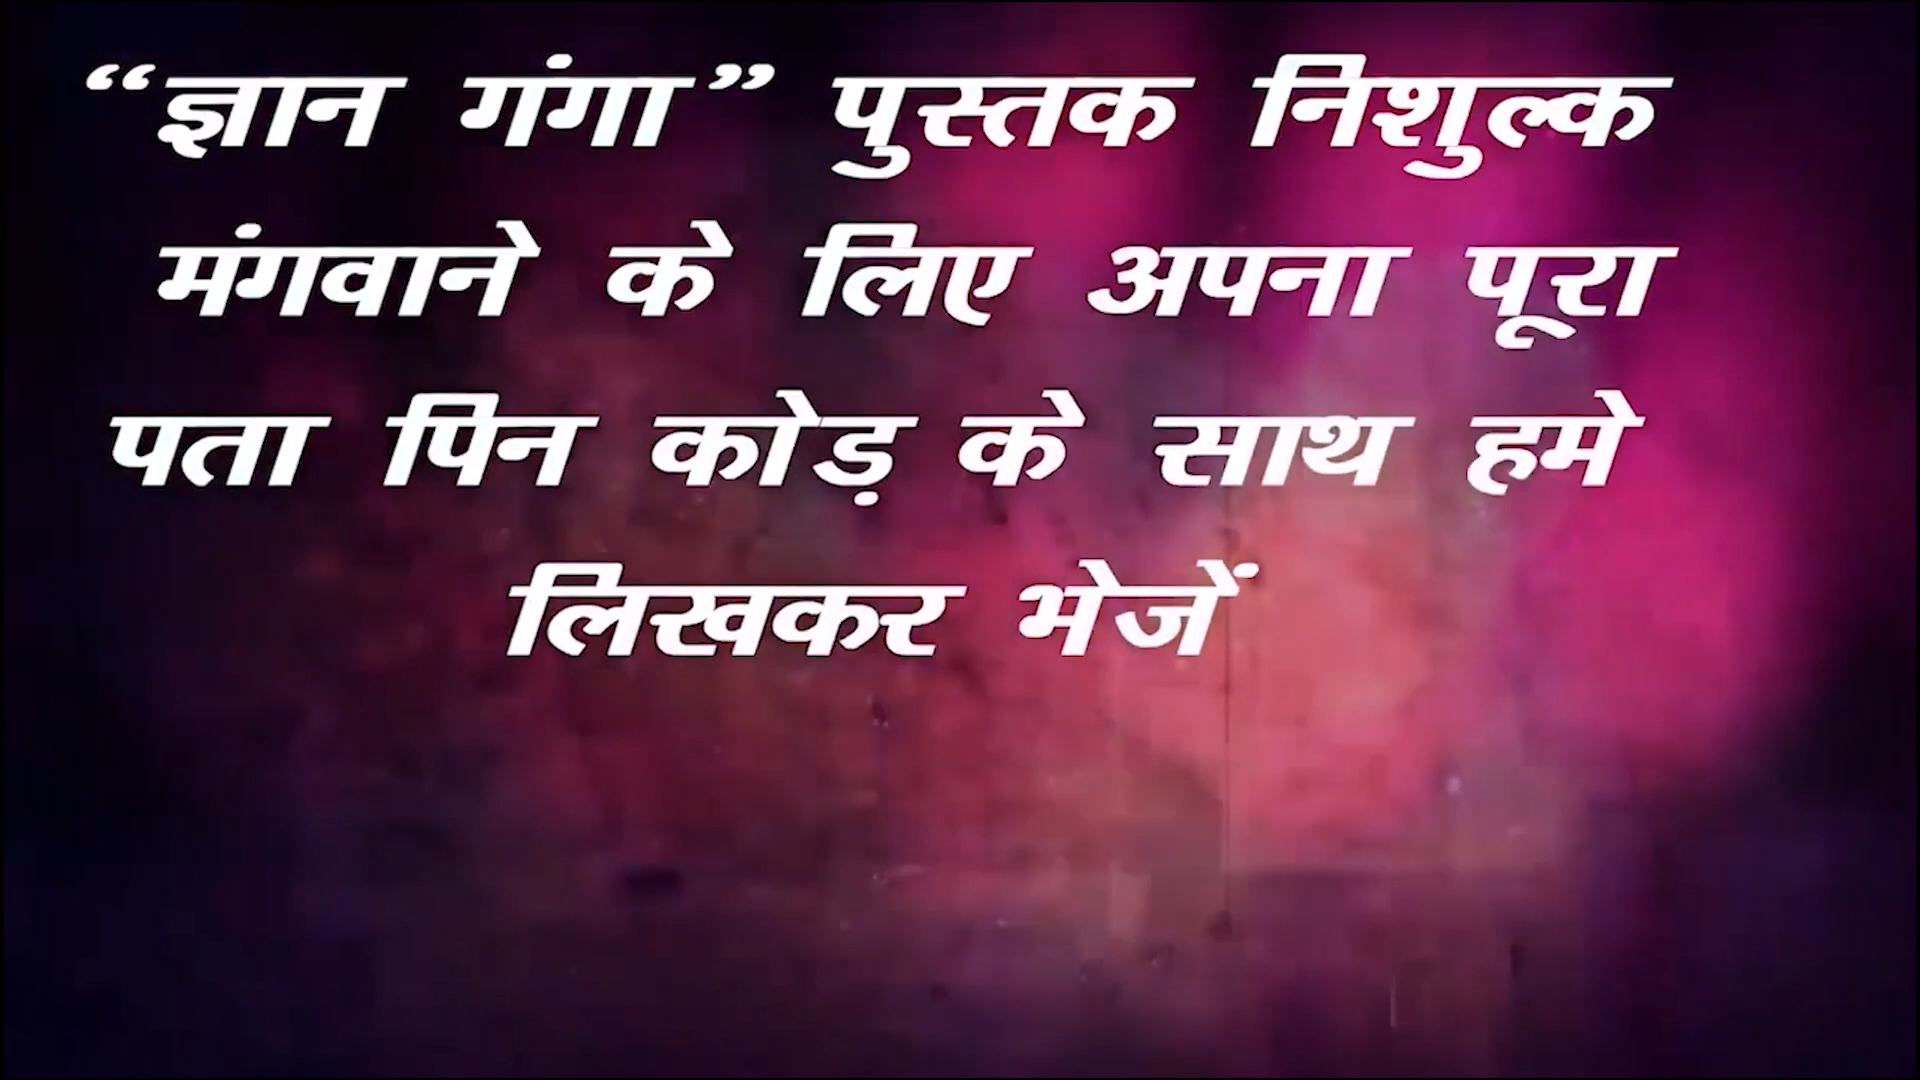 “ज्ञान गंगा” पुस्तक निशुल्क
मंगवाने के लिए अपना पूरा
पता पिन कोड़ के साथ हमे
लिखकर भेजें